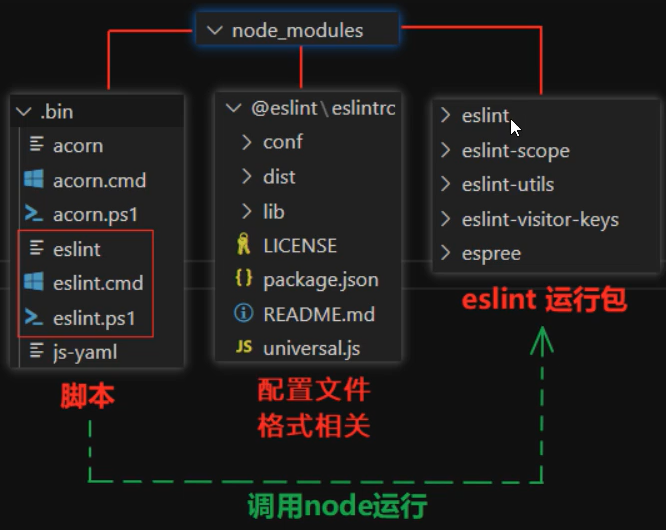 node_modules
.bin
acorn
acorn.cmd
acorn.ps1
eslint
eslint.cmd
eslint.ps1
js-yaml
脚本
@eslint\eslintrc
conf
dist
lib
LICENSE
package.json
README.md
JS universal.js
配置文件
格式相关
eslint
eslint-scope
eslint-utils
eslint-visitor-keys
espree
eslint 运行包
调用node运行